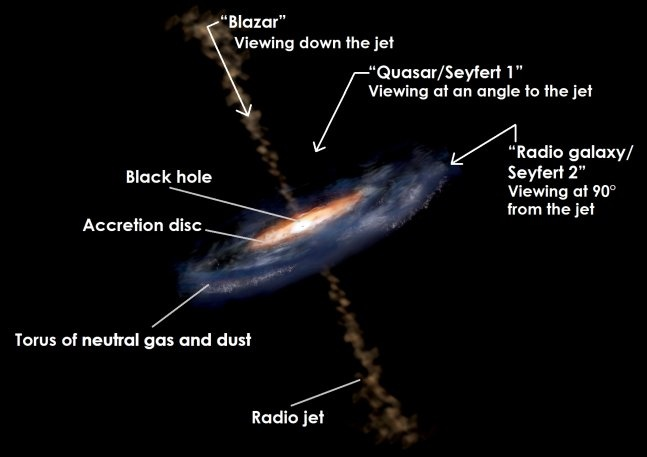 “Blazar”
Viewing down the jet
“Quasar/Seyfert 1”
Viewing at an angle to the jet
“Radio galaxy/
Seyfert 2”
Viewing at 90°
from the jet
Black hole
Accretion disc
Torus of neutral gas and dust
Radio jet